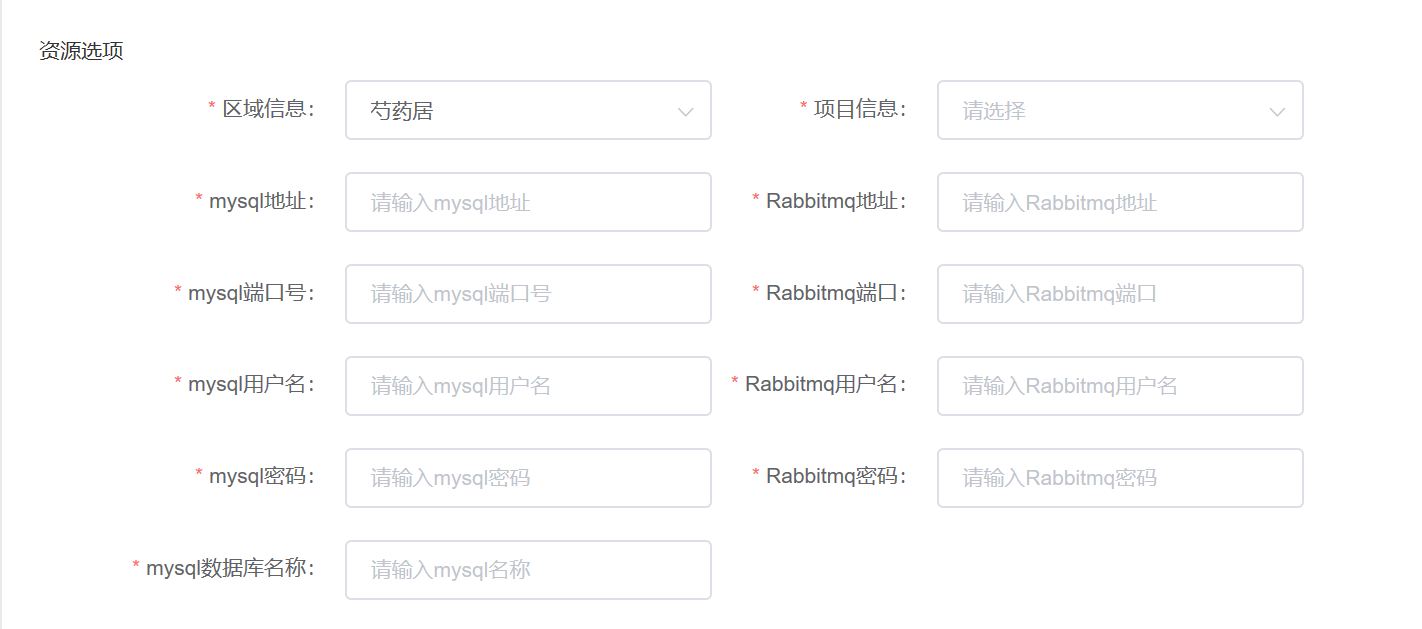 资源选项
* 区域信息: 芍药居 * 项目信息: 请选择
* mysql地址: 请输入mysql地址 * Rabbitmq地址: 请输入Rabbitmq地址
* mysql端口号: 请输入mysql端口号 * Rabbitmq端口: 请输入Rabbitmq端口
* mysql用户名: 请输入mysql用户名 * Rabbitmq用户名: 请输入Rabbitmq用户名
* mysql密码: 请输入mysql密码 * Rabbitmq密码: 请输入Rabbitmq密码
* mysql数据库名称: 请输入mysql名称